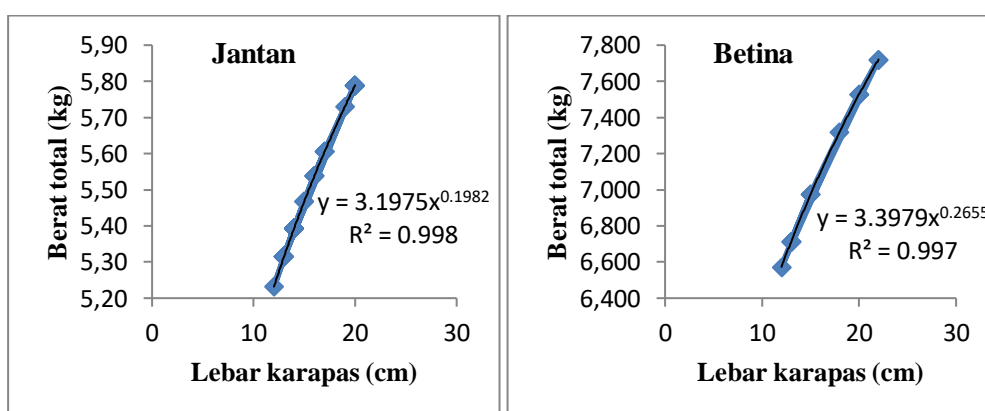 Jantan
Berat total (kg)
5,90
5,80
5,70
5,60
5,50
5,40
5,30
5,20
y = 3.1975x^0.1982
R² = 0.998
0 10 20 30
Lebar karapas (cm)
Betina
Berat total (kg)
7,800
7,600
7,400
7,200
7,000
6,800
6,600
6,400
y = 3.3979x^0.2655
R² = 0.997
0 10 20 30
Lebar karapas (cm)